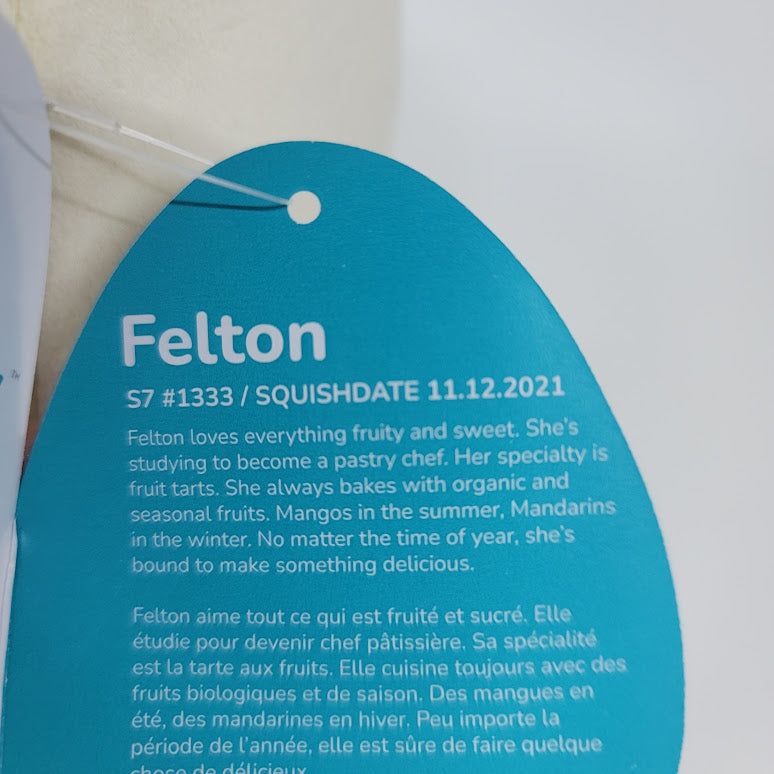 Felton
S7 #1333 / SQUISHDATE 11.12.2021
Felton loves everything fruity and sweet. She's
studying to become a pastry chef. Her specialty is
fruit tarts. She always bakes with organic and
seasonal fruits. Mangos in the summer, Mandarins
in the winter. No matter the time of year, she's
bound to make something delicious.
Felton aime tout ce qui est fruité et sucré. Elle
étudie pour devenir chef pâtissière. Sa spécialité
est la tarte aux fruits. Elle cuisine toujours avec des
fruits biologiques et de saison. Des mangues en
été, des mandarines en hiver. Peu importe la
période de l'année, elle est sûre de faire quelque
chose de délicieux
TM